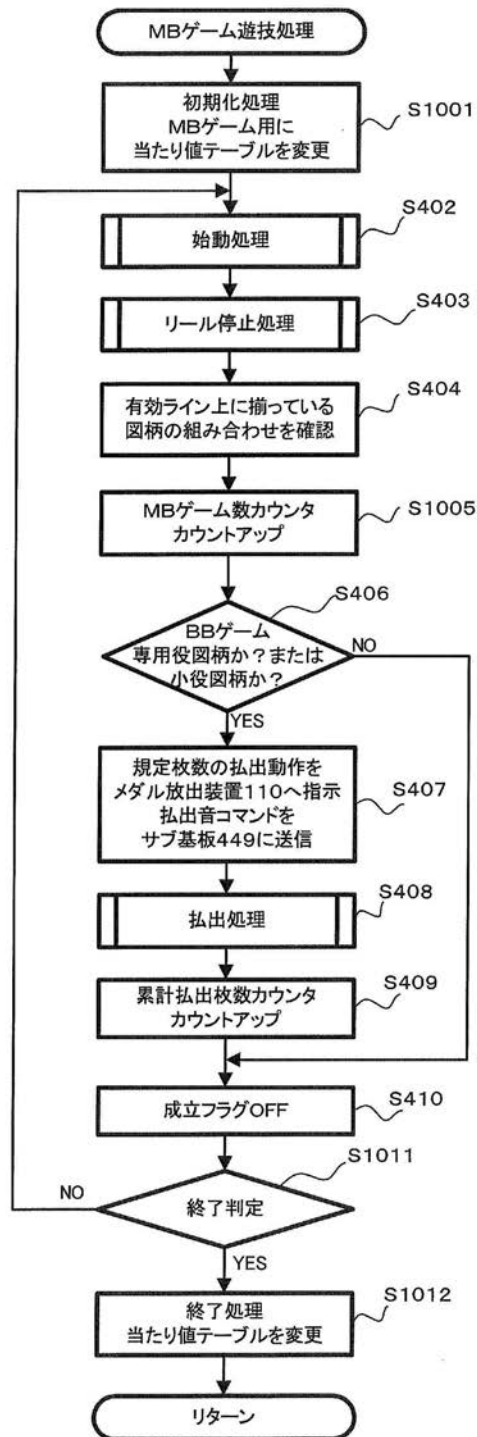 MBゲーム遊技処理
初期化処理
MBゲーム用に
当たり値テーブルを変更
S1001
S402
始動処理
S403
リール停止処理
S404
有効ライン上に揃っている
図柄の組み合わせを確認
MBゲーム数カウンタ
カウントアップ
S1005
S406
BBゲーム
専用役図柄か？または
小役図柄か？
NO
YES
規定枚数の払出動作を
メダル放出装置110へ指示
払出音コマンドを
サブ基板449に送信
S407
S408
払出処理
S409
累計払出枚数カウンタ
カウントアップ
成立フラグOFF
S410
S1011
NO
終了判定
YES
S1012
終了処理
当たり値テーブルを変更
リターン